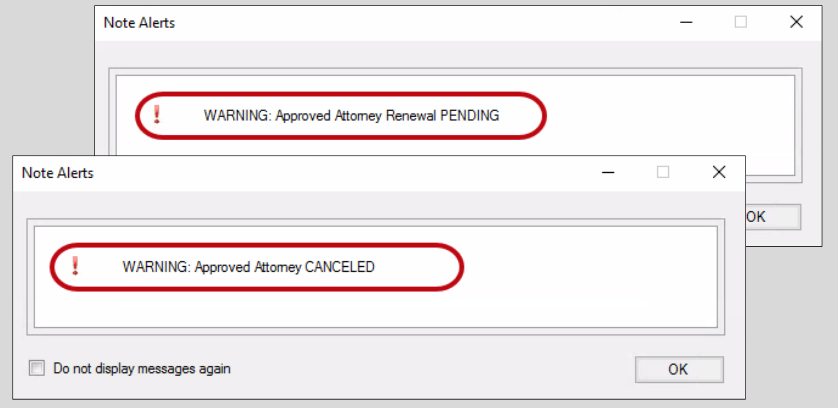 Note Alerts
WARNING: Approved Attorney Renewal PENDING
OK
Note Alerts
WARNING: Approved Attorney CANCELED
Do not display messages again
OK